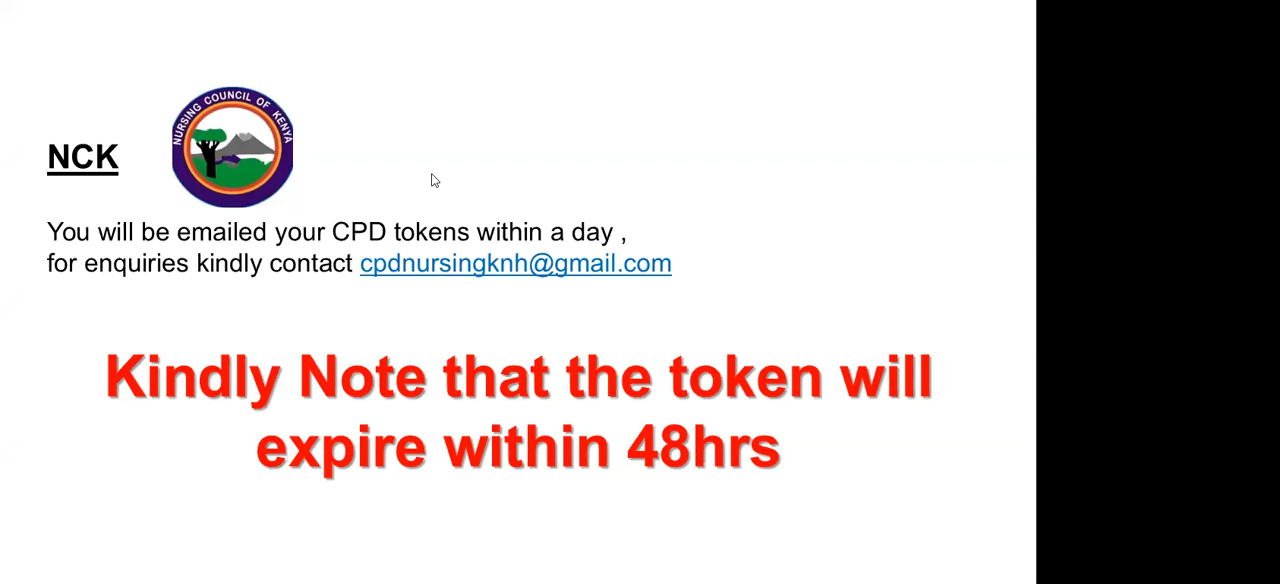 NURSING COUNCIL OF KENYA
NCK
You will be emailed your CPD tokens within a day ,
for enquiries kindly contact cpdnursingknh@gmail.com
Kindly Note that the token will
expire within 48hrs